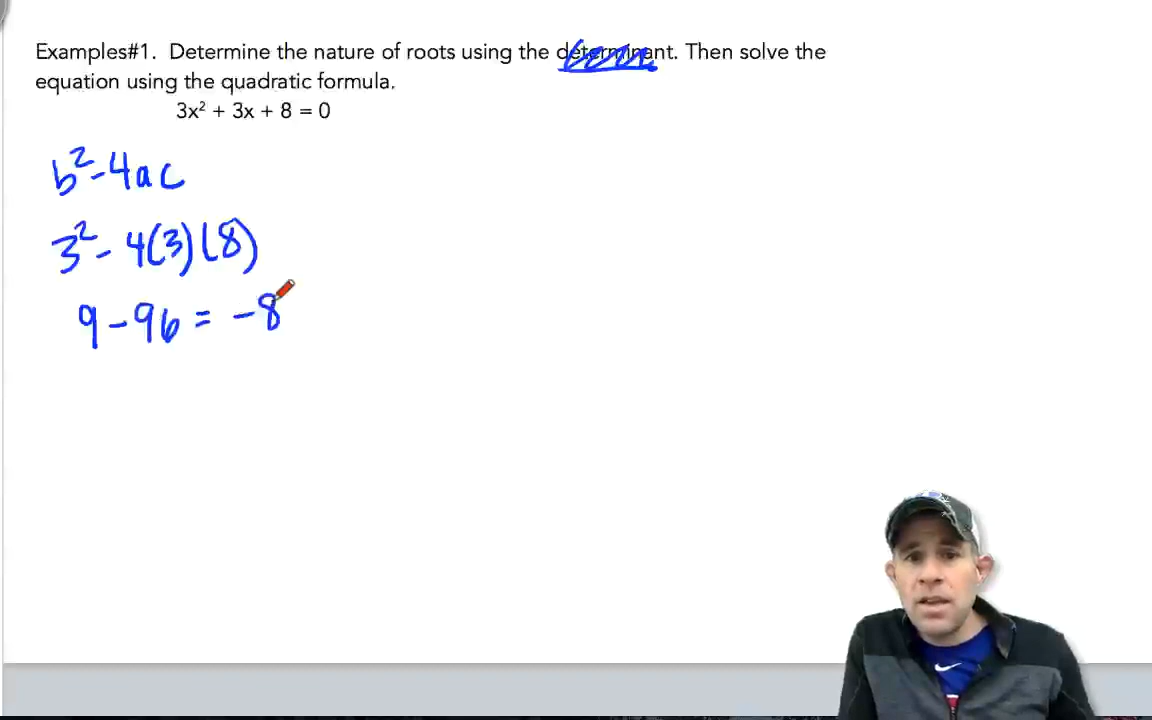 Examples#1. Determine the nature of roots using the determinant. Then solve the
equation using the quadratic formula.
3x² + 3x + 8 = 0
b²-4ac
3² - 4(3)(8)
9 - 96 = -8